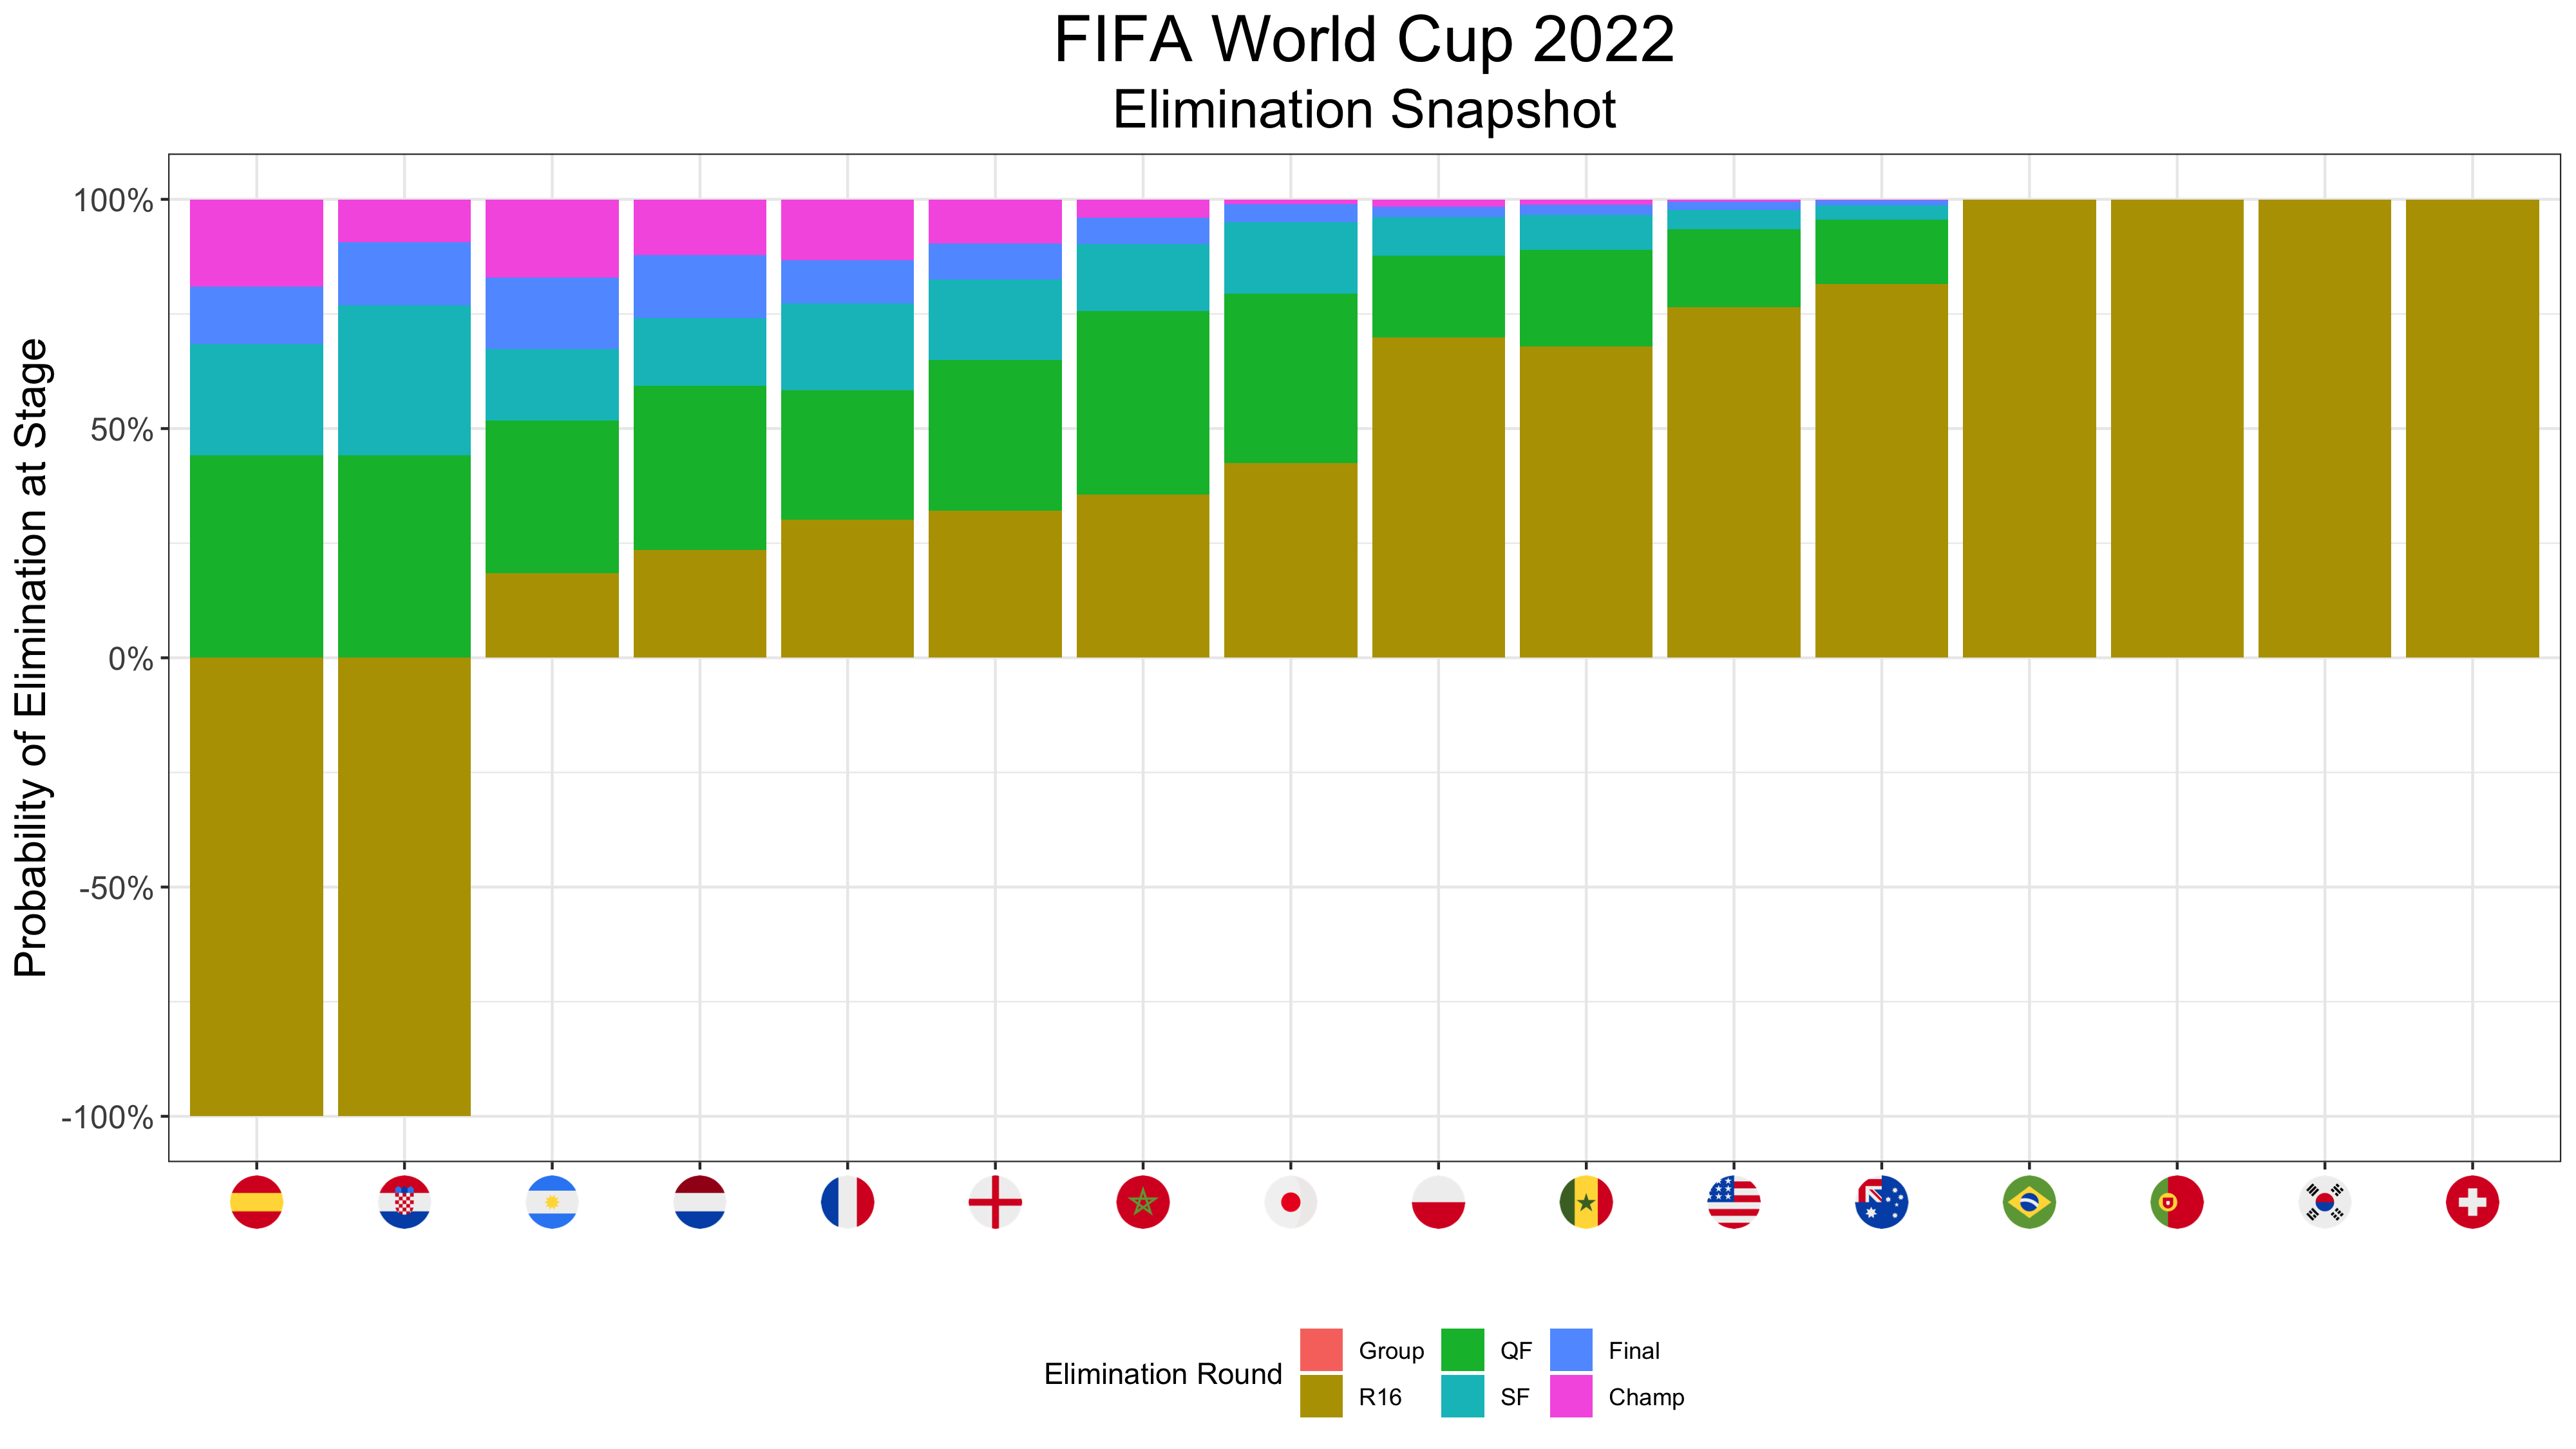 FIFA World Cup 2022
Elimination Snapshot
Probability of Elimination at Stage
100%
50%
0%
-50%
-100%
Elimination Round
Group
QF
Final
R16
SF
Champ